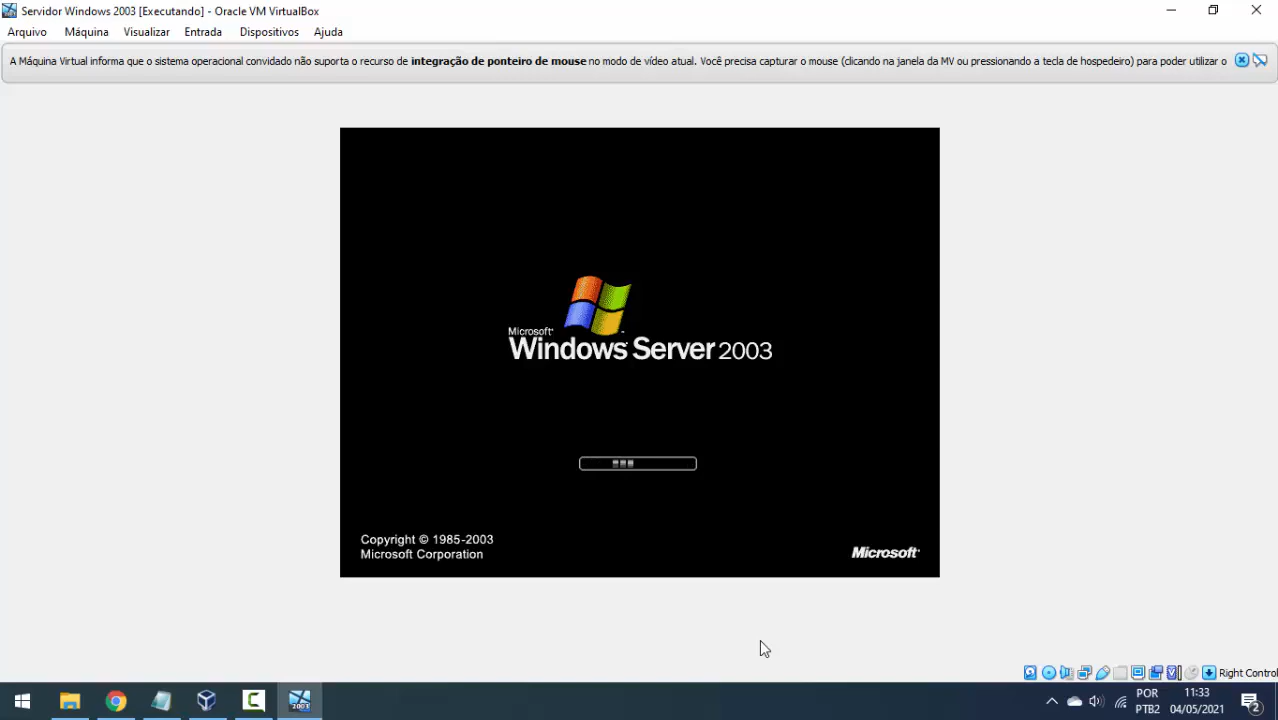 Servidor Windows 2003 [Executando] - Oracle VM VirtualBox
Arquivo Máquina Visualizar Entrada Dispositivos Ajuda
A Máquina Virtual informa que o sistema operacional convidado não suporta o recurso de integração de ponteiro de mouse no modo de vídeo atual. Você precisa capturar o mouse (clicando na janela da MV ou pressionando a tecla de hospedeiro) para poder utilizar o
Microsoft
Windows Server 2003
Copyright © 1985-2003
Microsoft Corporation
Microsoft
Right Control
POR
PTB2
11:33
04/05/2021
2